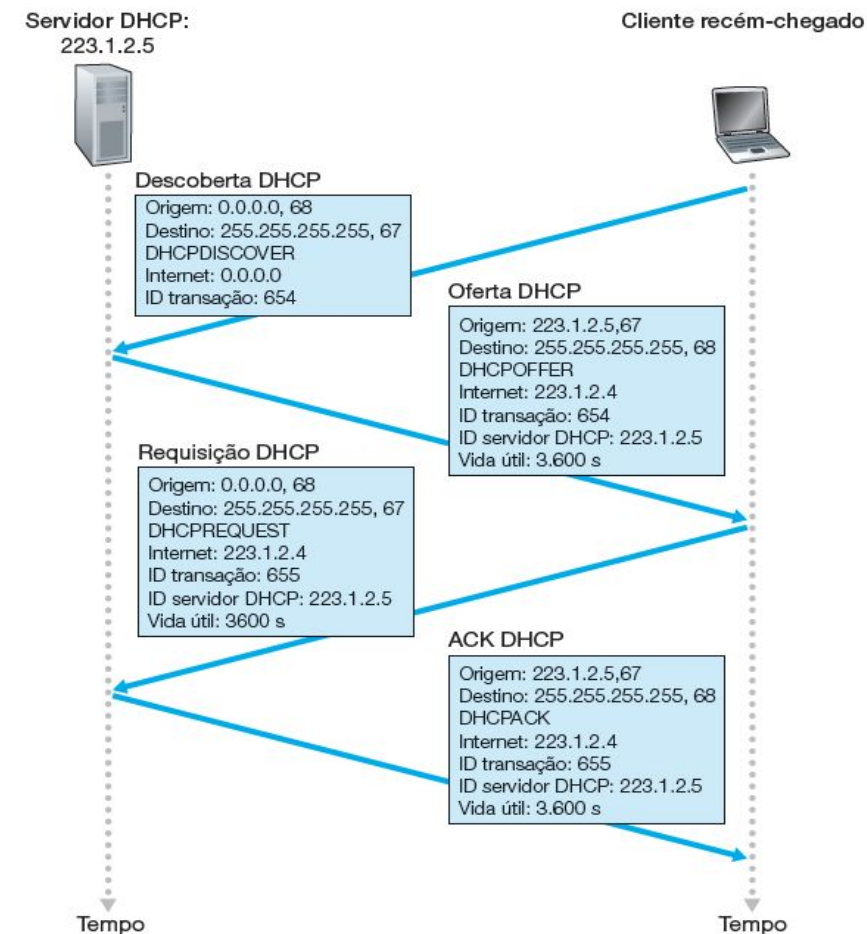 Servidor DHCP:
223.1.2.5
Cliente recém-chegado
Descoberta DHCP
Origem: 0.0.0.0, 68
Destino: 255.255.255.255, 67
DHCPDISCOVER
Internet: 0.0.0.0
ID transação: 654
Oferta DHCP
Origem: 223.1.2.5,67
Destino: 255.255.255.255, 68
DHCPOFFER
Internet: 223.1.2.4
ID transação: 654
ID servidor DHCP: 223.1.2.5
Vida útil: 3.600 s
Requisição DHCP
Origem: 0.0.0.0, 68
Destino: 255.255.255.255, 67
DHCPREQUEST
Internet: 223.1.2.4
ID transação: 655
ID servidor DHCP: 223.1.2.5
Vida útil: 3600 s
ACK DHCP
Origem: 223.1.2.5,67
Destino: 255.255.255.255, 68
DHCPACK
Internet: 223.1.2.4
ID transação: 655
ID servidor DHCP: 223.1.2.5
Vida útil: 3.600 s
Tempo
Tempo